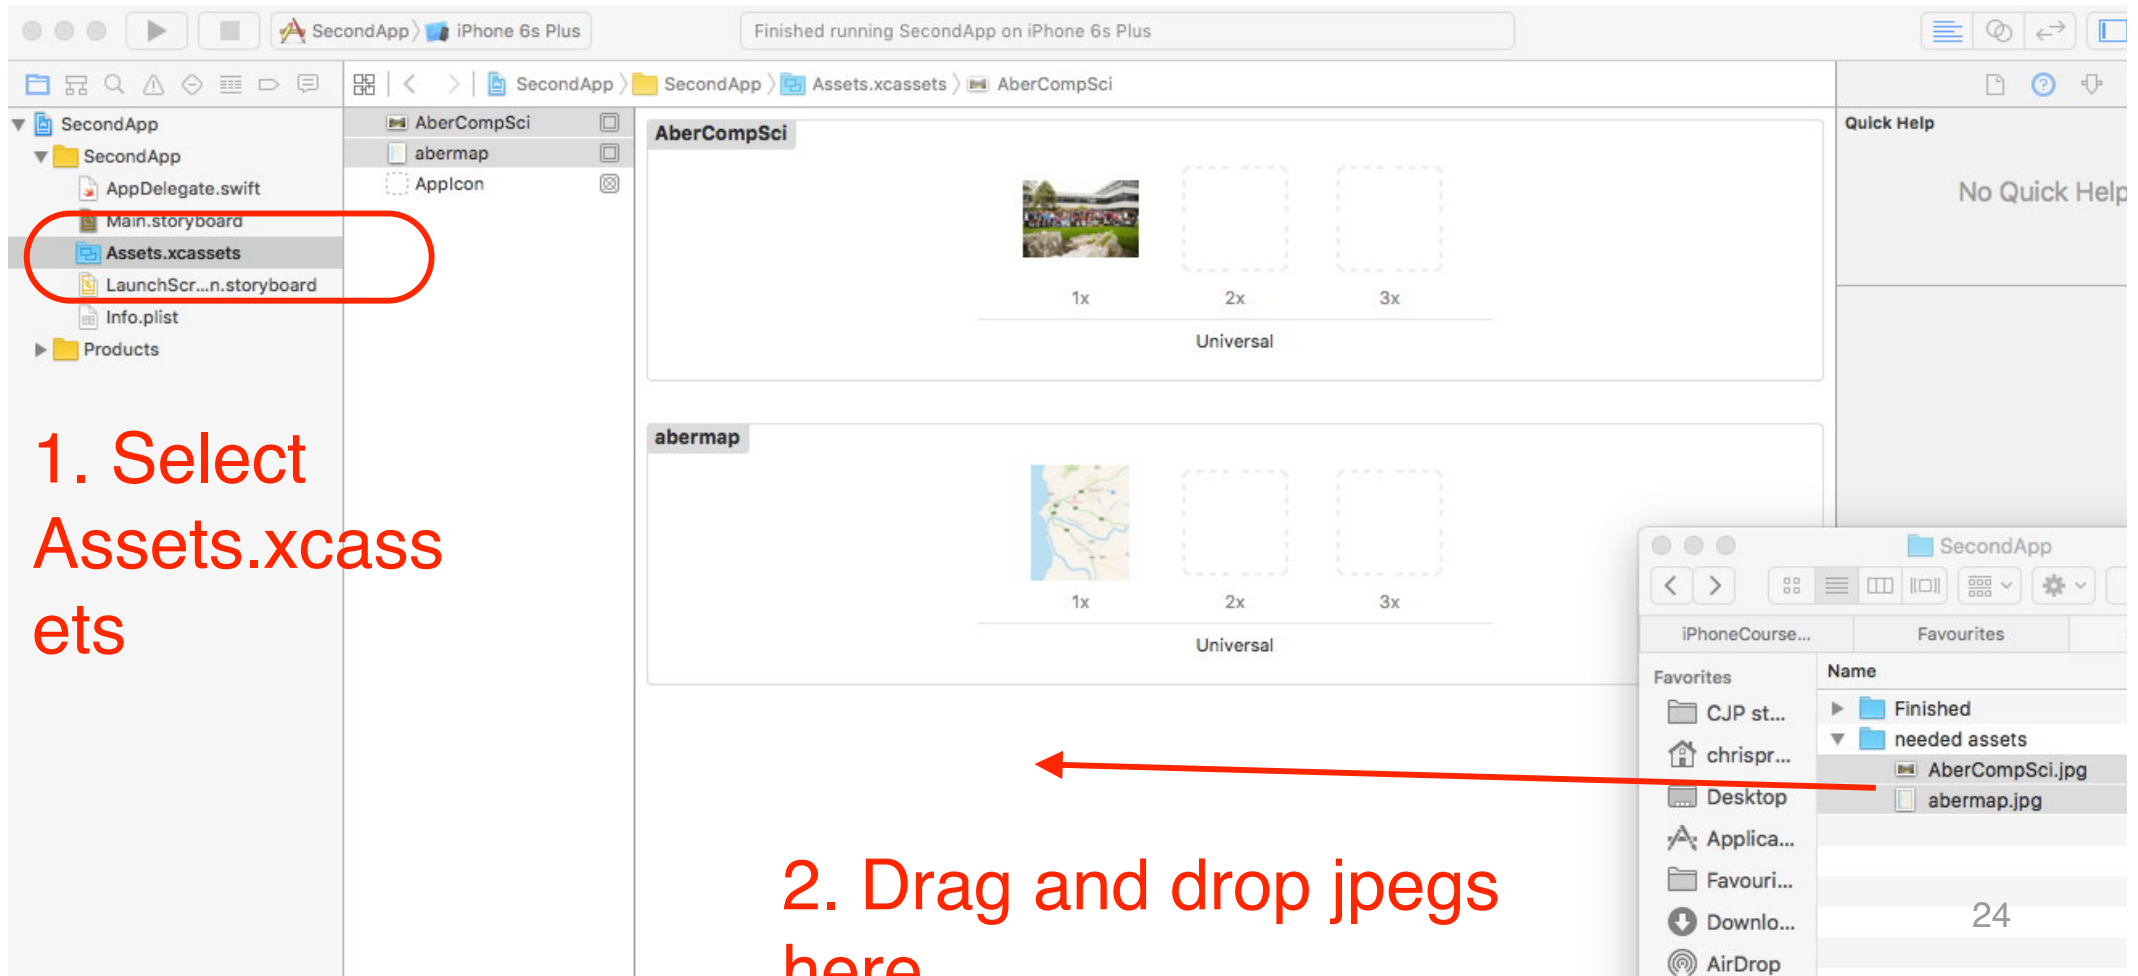 SecondApp
iPhone 6s Plus
Finished running SecondApp on iPhone 6s Plus
SecondApp
SecondApp
Assets.xcassets
AberCompSci
SecondApp
SecondApp
AppDelegate.swift
Main.storyboard
Assets.xcassets
LaunchScr...n.storyboard
Info.plist
Products
AberCompSci
abermap
AppIcon
AberCompSci
1x
2x
3x
Universal
abermap
1x
2x
3x
Universal
Quick Help
No Quick Help
1. Select
Assets.xcass
ets
2. Drag and drop jpegs
here
SecondApp
iPhoneCourse...
Favourites
Favorites
CJP st...
chrispr...
Desktop
Applica...
Favouri...
Downlo...
AirDrop
Name
Finished
needed assets
AberCompSci.jpg
abermap.jpg
24